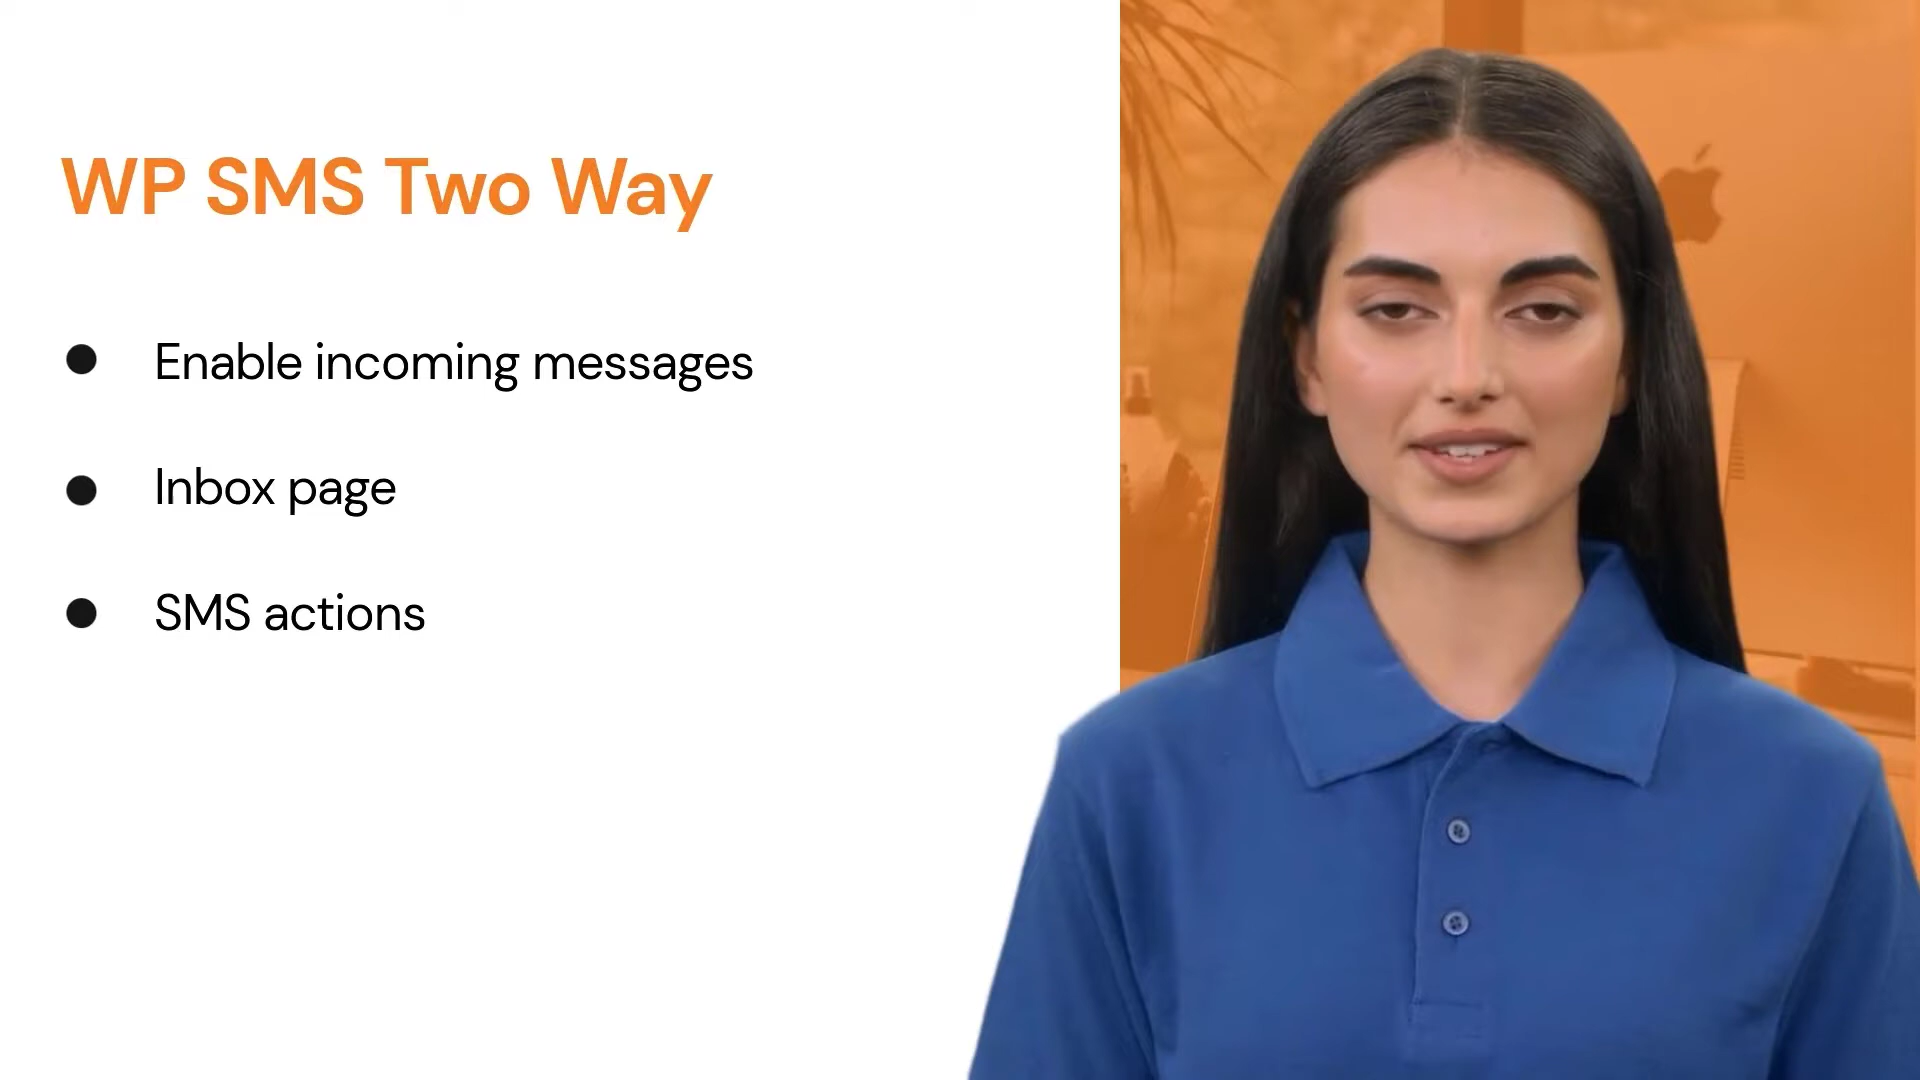 WP SMS Two Way
Enable incoming messages
Inbox page
SMS actions